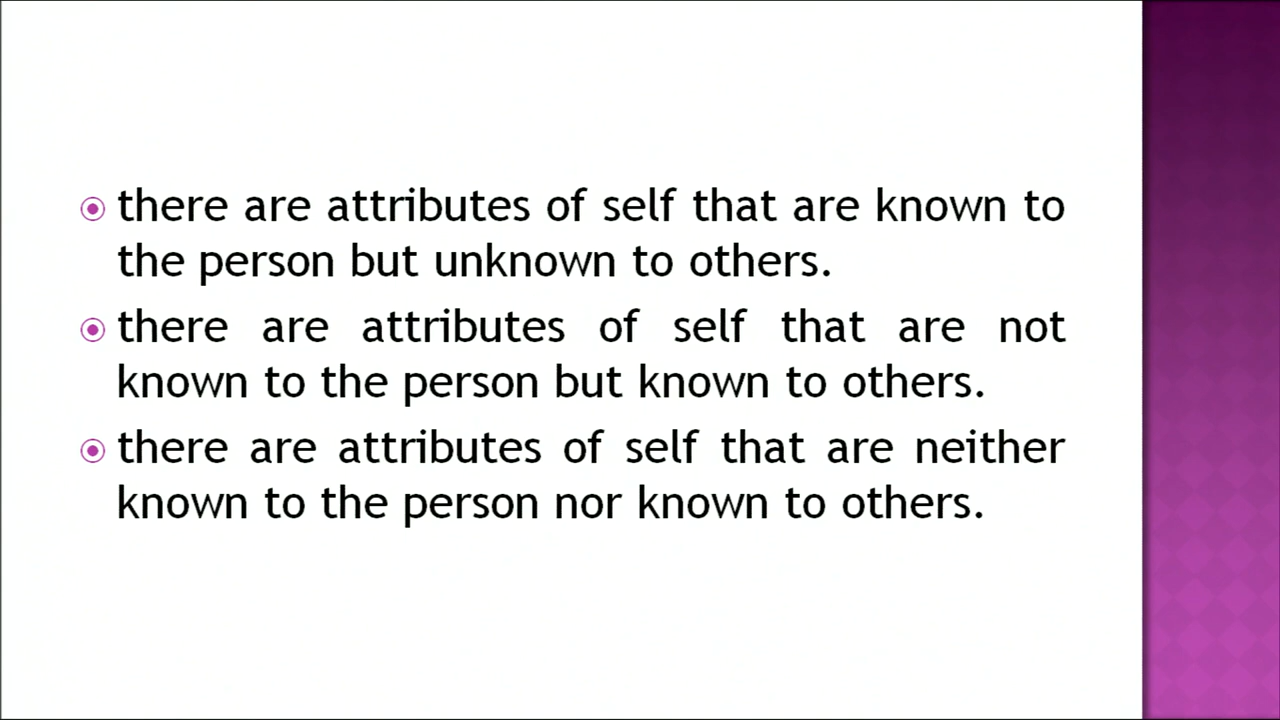 there are attributes of self that are known to
the person but unknown to others.
there are attributes of self that are not
known to the person but known to others.
there are attributes of self that are neither
known to the person nor known to others.